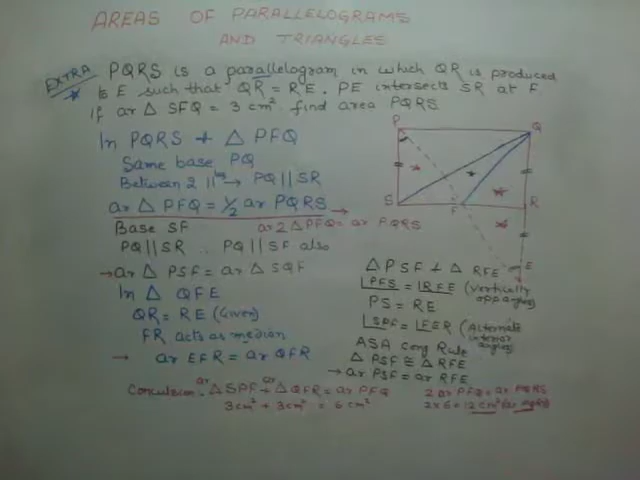 AREAS OF PARALLELOGRAMS
AND TRIANGLES
EXTRA PQRS is a parallelogram in which QR is produced
to E such that QR = RE. PE intersects SR at F
If ar △ SFQ = 3 cm². find area PQRS
In PQRS + △ PFQ
Same base PQ
Between 2 || PQ || SR
ar △ PFQ = 1/2 ar PQRS →
ar 2 △ PFQ = ar PQRS
Base SF
PQ || SR ∴ PQ || SF also
→ ar △ PSF = ar △ SQF
In △ QFE
QR = RE (Given)
FR acts as median
→ ar EFR = ar QFR
P
Q
S
F
R
E
△ PSF + △ RFE
∠PFS = ∠RFE (Vertically opp angles)
PS = RE
∠SPF = ∠FER (Alternate interior angles)
ASA Cong Rule
△ PSF ≅ △ RFE
→ ar PSF = ar RFE
Conculsion - ar △ SPF + ar △ QFR = ar PFQ
3cm² + 3cm² = 6 cm²
2 ar PFQ = ar PQRS
2 x 6 = 12 cm²